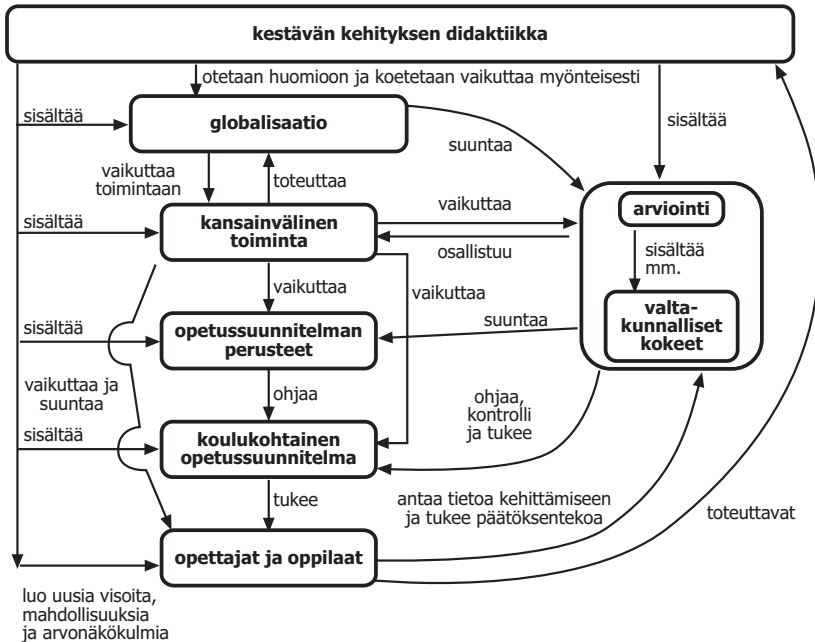 kestävän kehityksen didaktiikka
otetaan huomioon ja koetetaan vaikuttaa myönteisesti
sisältää
globalisaatio
sisältää
suuntaa
vaikuttaa
toimintaan
toteuttaa
sisältää
kansainvälinen
toiminta
vaikuttaa
osallistuu
arviointi
sisältää
mm.
valta-
kunnalliset
kokeet
vaikuttaa
vaikuttaa
sisältää
opetussuunnitelman
perusteet
suuntaa
vaikuttaa ja
suuntaa
ohjaa
ohjaa,
kontrolli
ja tukee
sisältää
koulukohtainen
opetussuunnitelma
tukee
antaa tietoa kehittämiseen
ja tukee päätöksentekoa
toteuttavat
opettajat ja oppilaat
luo uusia visoita,
mahdollisuuksia
ja arvonäkökulmia